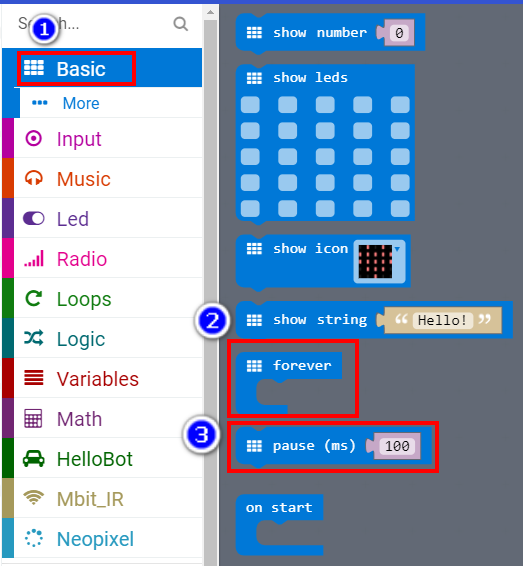 1
Basic
More
Input
Music
Led
Radio
Loops
Logic
Variables
Math
HelloBot
Mbit_IR
Neopixel
show number 0
show leds
show icon
2
show string “ Hello! ”
forever
3
pause (ms) 100
on start